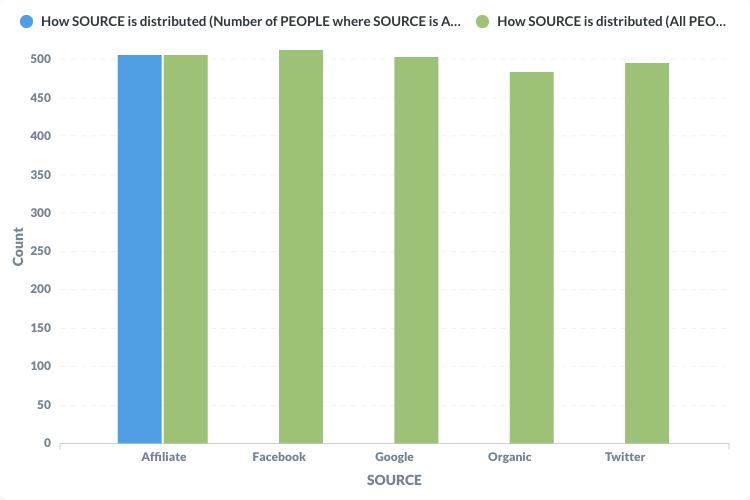 How SOURCE is distributed (Number of PEOPLE where SOURCE is A... How SOURCE is distributed (All PEO...
500
450
400
350
300
250
200
150
100
50
0
Count
Affiliate Facebook Google Organic Twitter
SOURCE